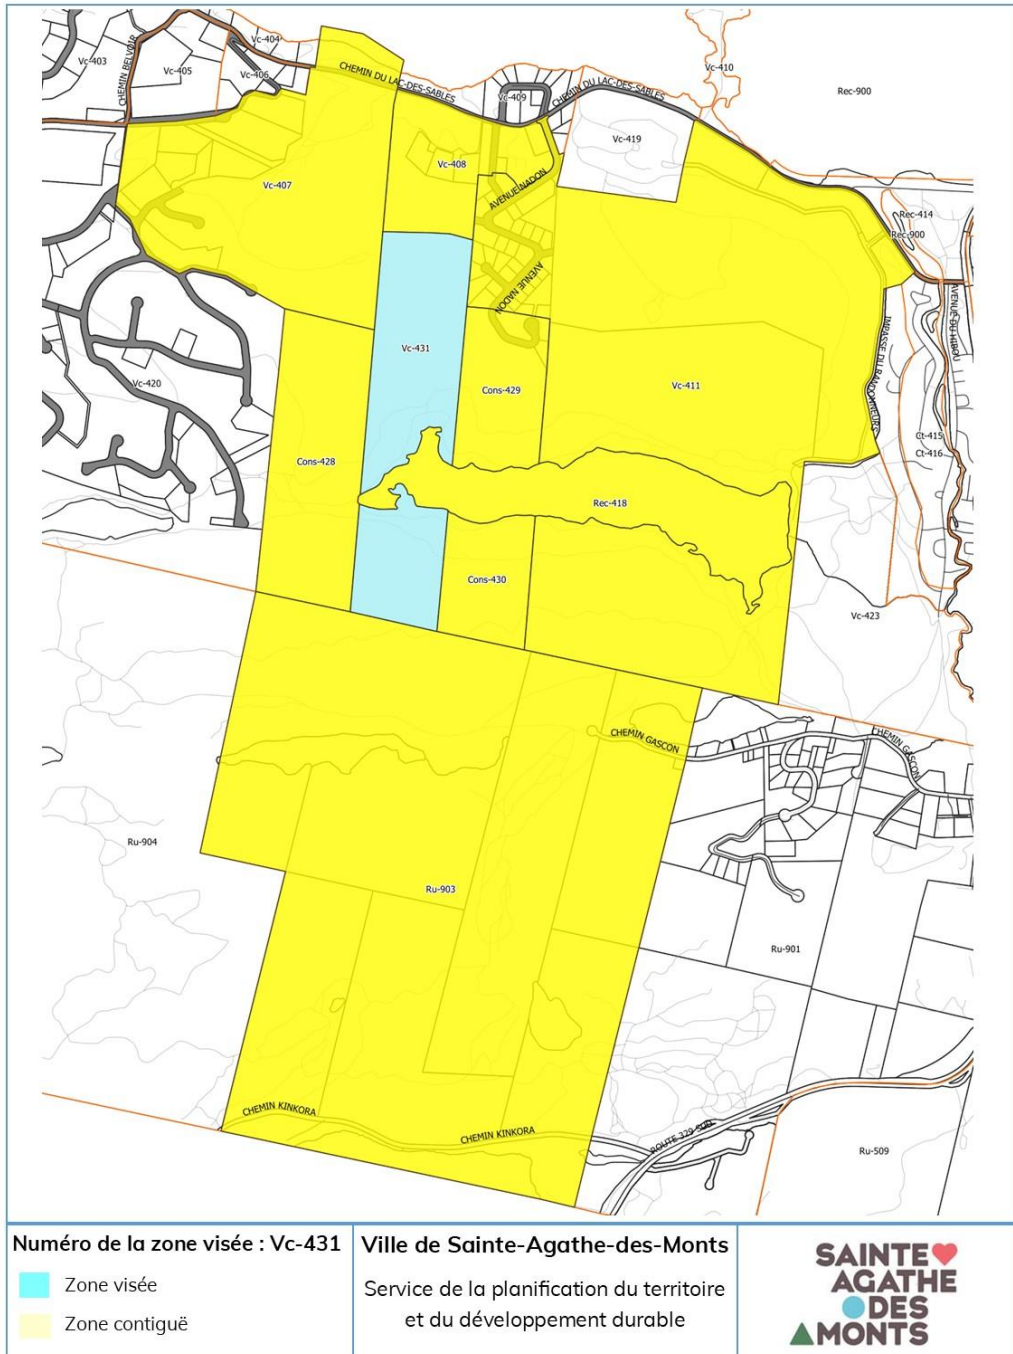 Vc-404
Vc-403
Vc-405
Vc-406
CHEMIN BELVOIR
CHEMIN DU LAC-DES-SABLES
Vc-409
CHEMIN DU LAC-DES-SABLES
Vc-410
Rec-900
Vc-419
Vc-408
Vc-407
AVENUE NADON
Rec-414
Rec-900
AVENUE NADON
AVENUE DU HIBOU
IMPASSE DU RANDONNEURS
Vc-431
Vc-420
Cons-429
Vc-411
Ct-415
Ct-416
Cons-428
Rec-418
Cons-430
Vc-423
CHEMIN GASCON
CHEMIN GASCON
Ru-904
Ru-903
Ru-901
CHEMIN KINKORA
CHEMIN KINKORA
ROUTE 329 SUD
Ru-509
Numéro de la zone visée : Vc-431
Zone visée
Zone contiguë
Ville de Sainte-Agathe-des-Monts
Service de la planification du territoire
et du développement durable
SAINTE
AGATHE
DES
MONTS